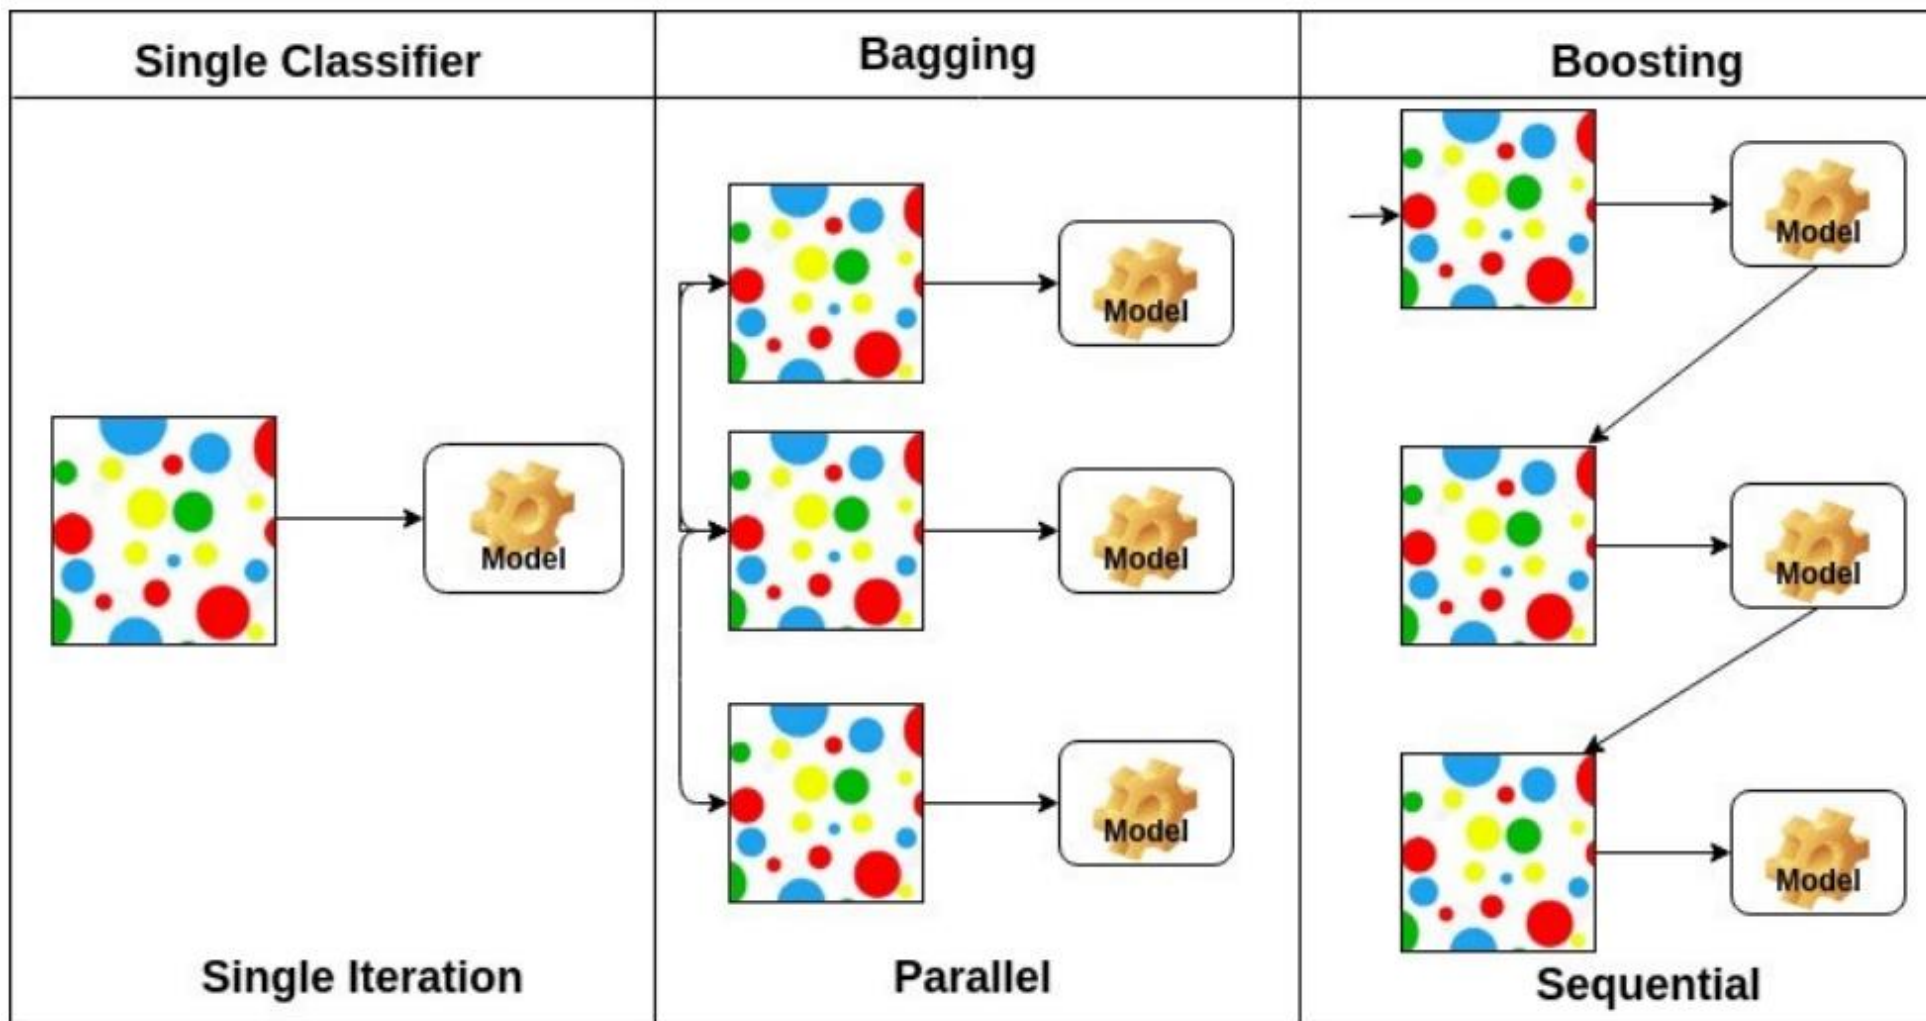 Single Classifier
Bagging
Boosting
Model
Model
Model
Model
Model
Model
Model
Single Iteration
Parallel
Sequential